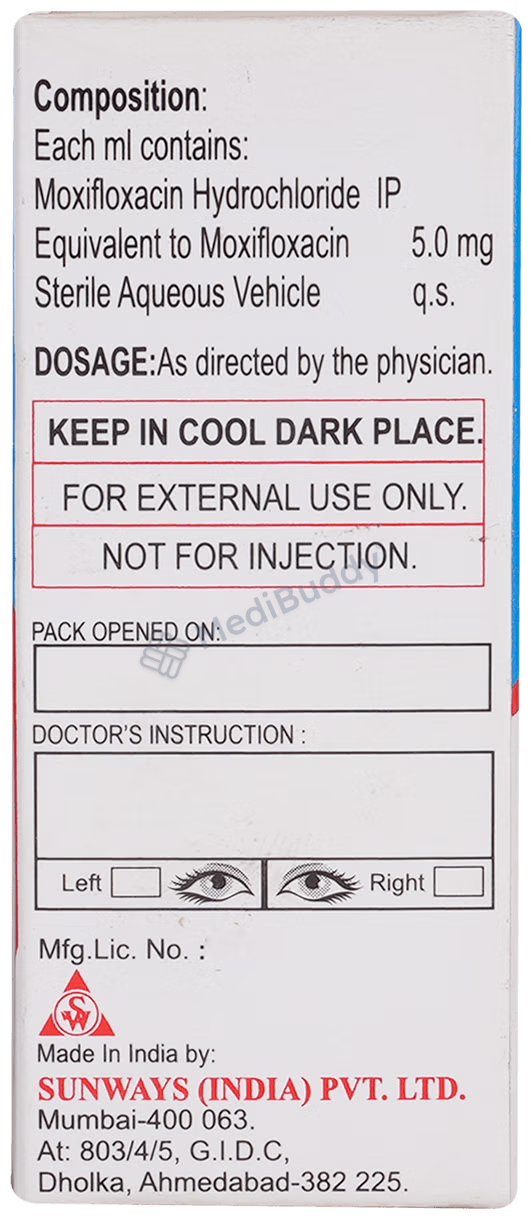 Composition:
Each ml contains:
Moxifloxacin Hydrochloride IP
Equivalent to Moxifloxacin 5.0 mg
Sterile Aqueous Vehicle q.s.
DOSAGE:As directed by the physician.
KEEP IN COOL DARK PLACE.
FOR EXTERNAL USE ONLY.
NOT FOR INJECTION.
MediBuddy
PACK OPENED ON:
DOCTOR'S INSTRUCTION :
Left Right
Mfg.Lic. No. :
SW
Made In India by:
SUNWAYS (INDIA) PVT. LTD.
Mumbai-400 063.
At: 803/4/5, G.I.D.C,
Dholka, Ahmedabad-382 225.